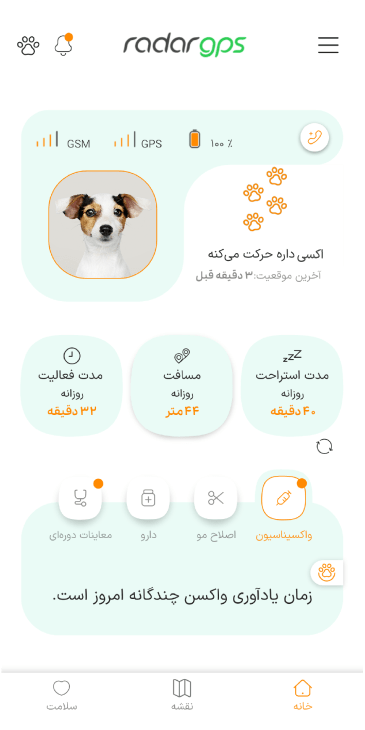 radargps
GSM
GPS
۱۰۰ ٪
اکسی داره حرکت می‌کنه
آخرین موقعیت: ۳ دقیقه قبل
مدت استراحت
روزانه
۴۰ دقیقه
مسافت
روزانه
۴۴ متر
مدت فعالیت
روزانه
۳۲ دقیقه
واکسیناسیون
اصلاح مو
دارو
معاینات دوره‌ای
زمان یادآوری واکسن چندگانه امروز است.
خانه
نقشه
سلامت